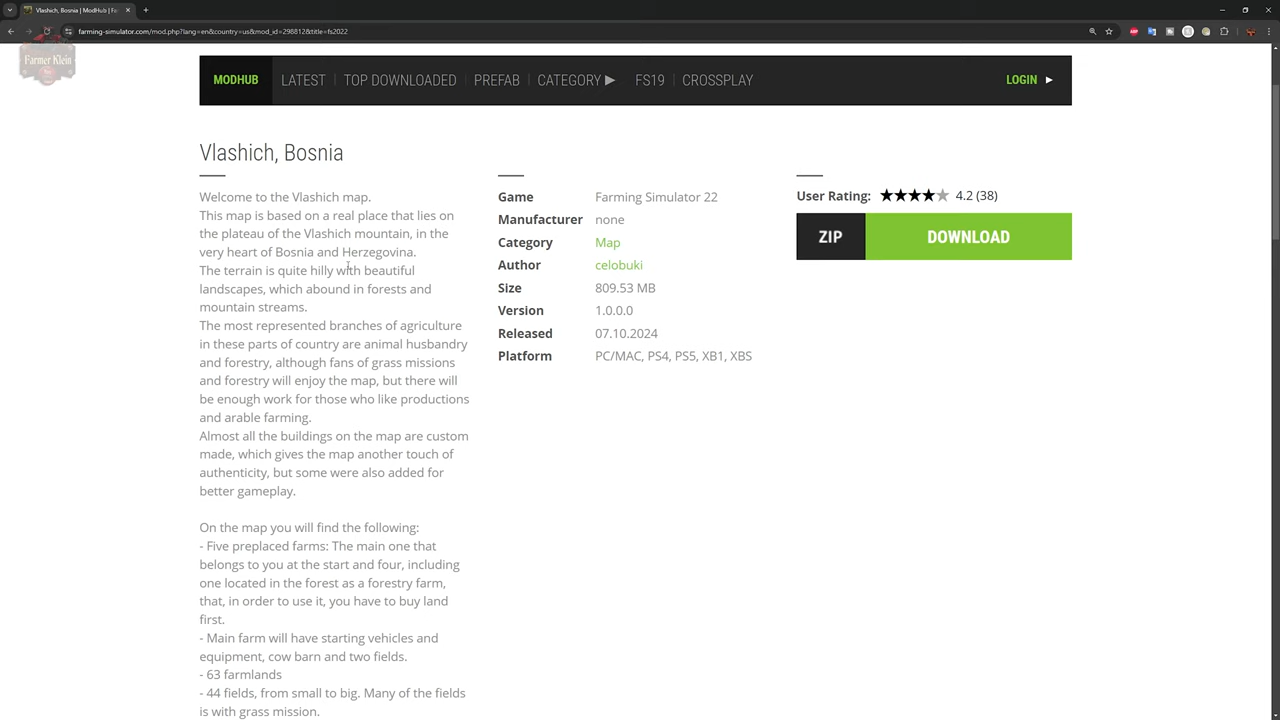 Vlashich, Bosnia | ModHub | Fa
farming-simulator.com/mod.php?lang=en&country=us&mod_id=298812&title=fs2022
Farmer Klein
MODHUB LATEST TOP DOWNLOADED PREFAB CATEGORY ▶ FS19 CROSSPLAY LOGIN ►
Vlashich, Bosnia
Welcome to the Vlashich map.
This map is based on a real place that lies on
the plateau of the Vlashich mountain, in the
very heart of Bosnia and Herzegovina.
The terrain is quite hilly with beautiful
landscapes, which abound in forests and
mountain streams.
The most represented branches of agriculture
in these parts of country are animal husbandry
and forestry, although fans of grass missions
and forestry will enjoy the map, but there will
be enough work for those who like productions
and arable farming.
Almost all the buildings on the map are custom
made, which gives the map another touch of
authenticity, but some were also added for
better gameplay.
On the map you will find the following:
- Five preplaced farms: The main one that
belongs to you at the start and four, including
one located in the forest as a forestry farm,
that, in order to use it, you have to buy land
first.
- Main farm will have starting vehicles and
equipment, cow barn and two fields.
- 63 farmlands
- 44 fields, from small to big. Many of the fields
is with grass mission.
Game Farming Simulator 22
Manufacturer none
Category Map
Author celobuki
Size 809.53 MB
Version 1.0.0.0
Released 07.10.2024
Platform PC/MAC, PS4, PS5, XB1, XBS
User Rating: ★★★★★ 4.2 (38)
ZIP DOWNLOAD